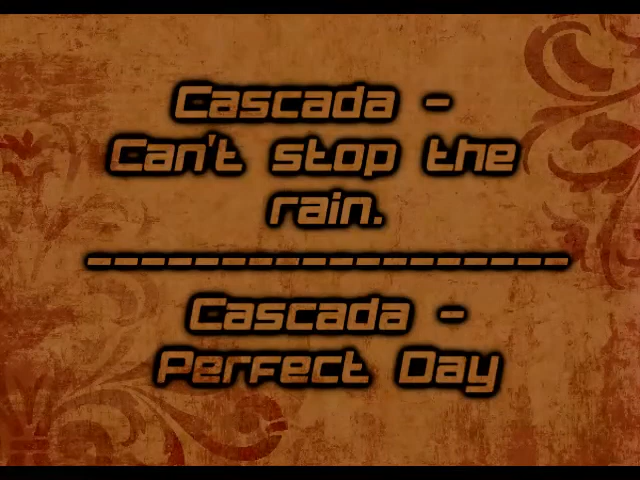 Cascada -
Can't stop the
rain.
-------------------
Cascada -
Perfect Day